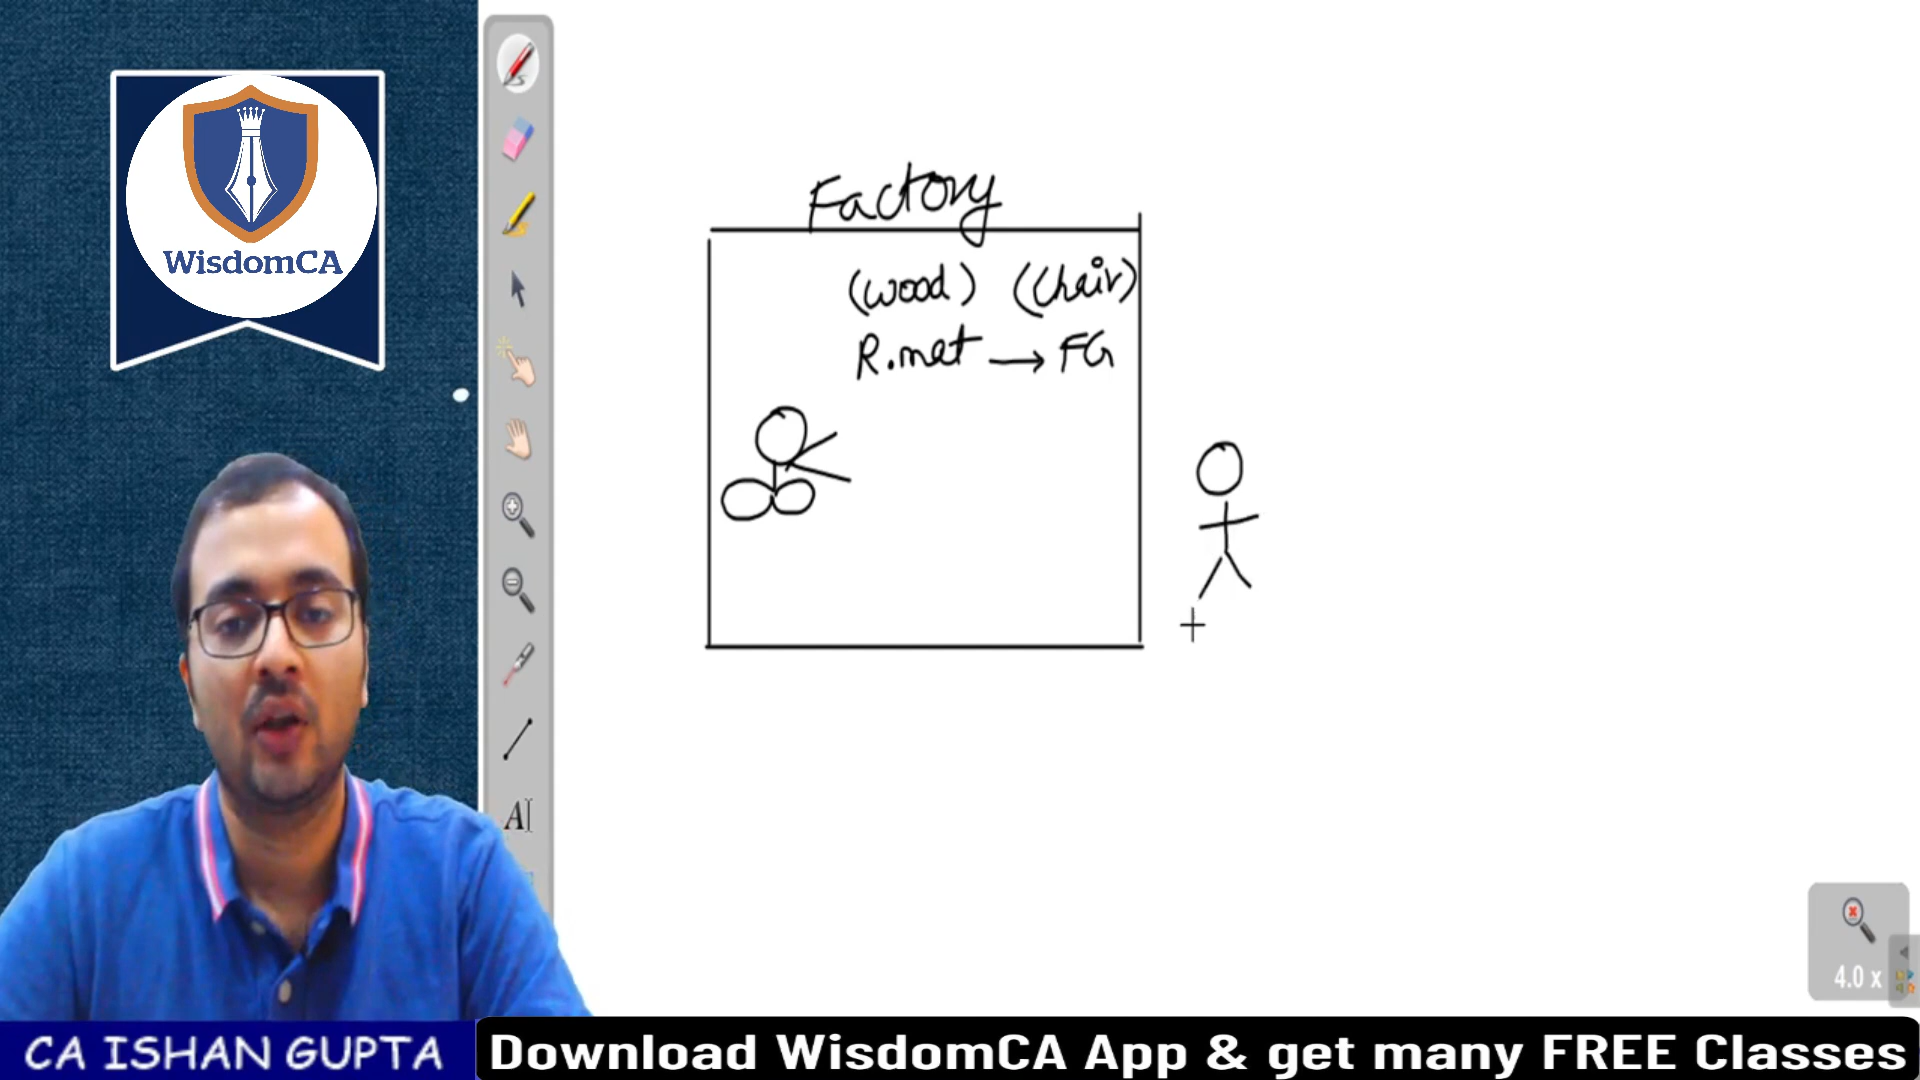 WisdomCA
Factory
(wood) (Chair)
R.mat → FG
A
4.0 x
CA ISHAN GUPTA
Download WisdomCA App & get many FREE Classes